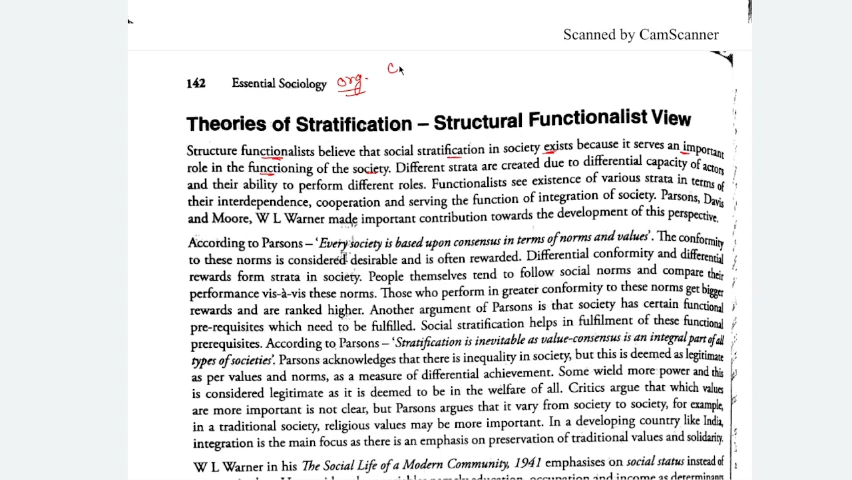 Scanned by CamScanner
142 Essential Sociology org. C
Theories of Stratification – Structural Functionalist View
Structure functionalists believe that social stratification in society exists because it serves an important
role in the functioning of the society. Different strata are created due to differential capacity of actors
and their ability to perform different roles. Functionalists see existence of various strata in terms of
their interdependence, cooperation and serving the function of integration of society. Parsons, Davis
and Moore, W L Warner made important contribution towards the development of this perspective.
According to Parsons – 'Every society is based upon consensus in terms of norms and values'. The conformity
to these norms is considered desirable and is often rewarded. Differential conformity and differential
rewards form strata in society. People themselves tend to follow social norms and compare their
performance vis-à-vis these norms. Those who perform in greater conformity to these norms get bigger
rewards and are ranked higher. Another argument of Parsons is that society has certain functional
pre-requisites which need to be fulfilled. Social stratification helps in fulfilment of these functional
prerequisites. According to Parsons – 'Stratification is inevitable as value-consensus is an integral part of all
types of societies'. Parsons acknowledges that there is inequality in society, but this is deemed as legitimate
as per values and norms, as a measure of differential achievement. Some wield more power and this
is considered legitimate as it is deemed to be in the welfare of all. Critics argue that which values
are more important is not clear, but Parsons argues that it vary from society to society, for example,
in a traditional society, religious values may be more important. In a developing country like India,
integration is the main focus as there is an emphasis on preservation of traditional values and solidarity.
W L Warner in his The Social Life of a Modern Community, 1941 emphasises on social status instead of
education, occupation and income as determinants